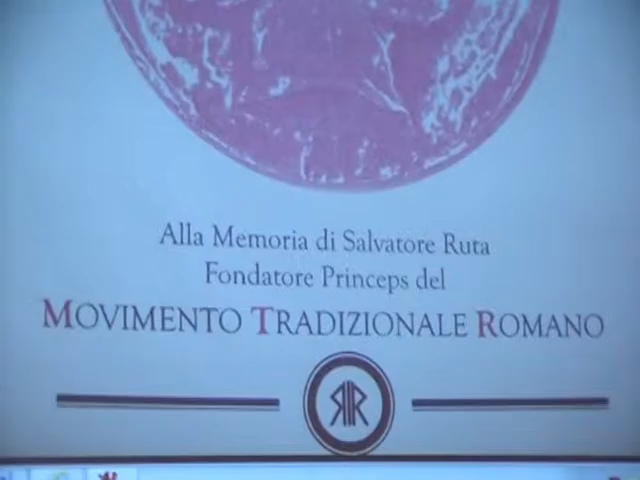 Alla Memoria di Salvatore Ruta
Fondatore Princeps del
MOVIMENTO TRADIZIONALE ROMANO